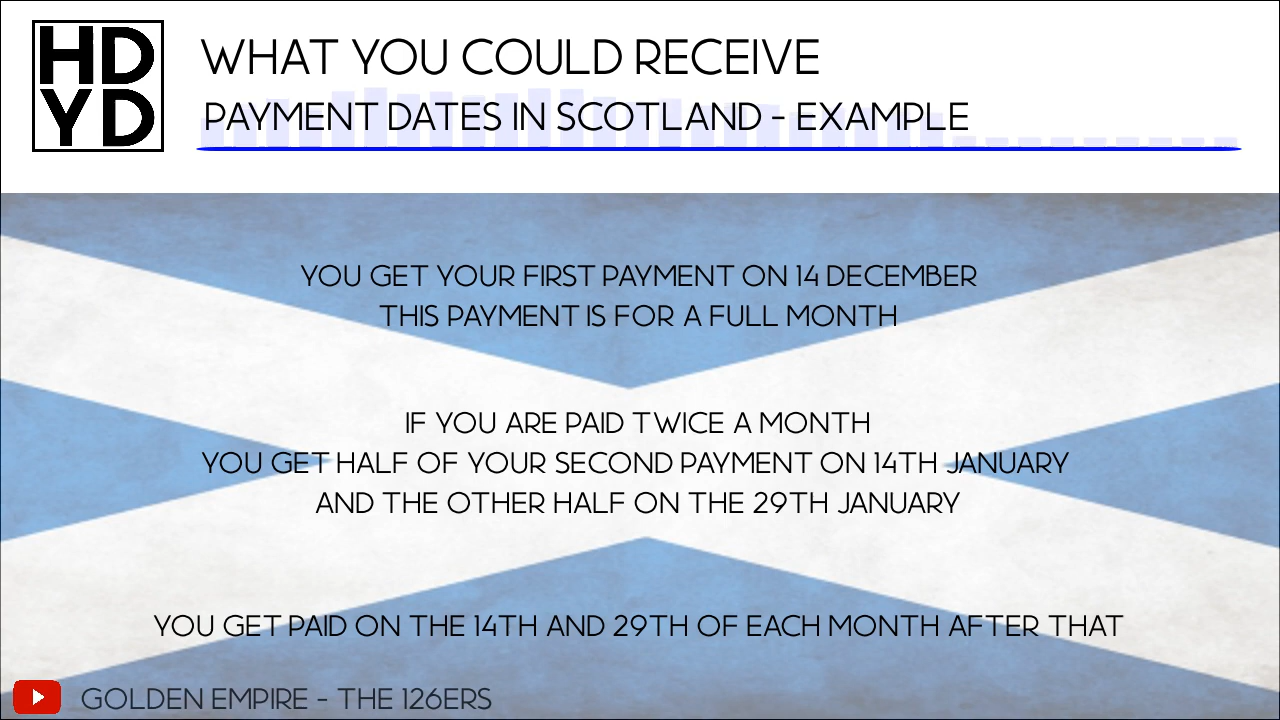 HD
YD
WHAT YOU COULD RECEIVE
PAYMENT DATES IN SCOTLAND - EXAMPLE
YOU GET YOUR FIRST PAYMENT ON 14 DECEMBER
THIS PAYMENT IS FOR A FULL MONTH
IF YOU ARE PAID TWICE A MONTH
YOU GET HALF OF YOUR SECOND PAYMENT ON 14TH JANUARY
AND THE OTHER HALF ON THE 29TH JANUARY
YOU GET PAID ON THE 14TH AND 29TH OF EACH MONTH AFTER THAT
GOLDEN EMPIRE - THE 126ERS